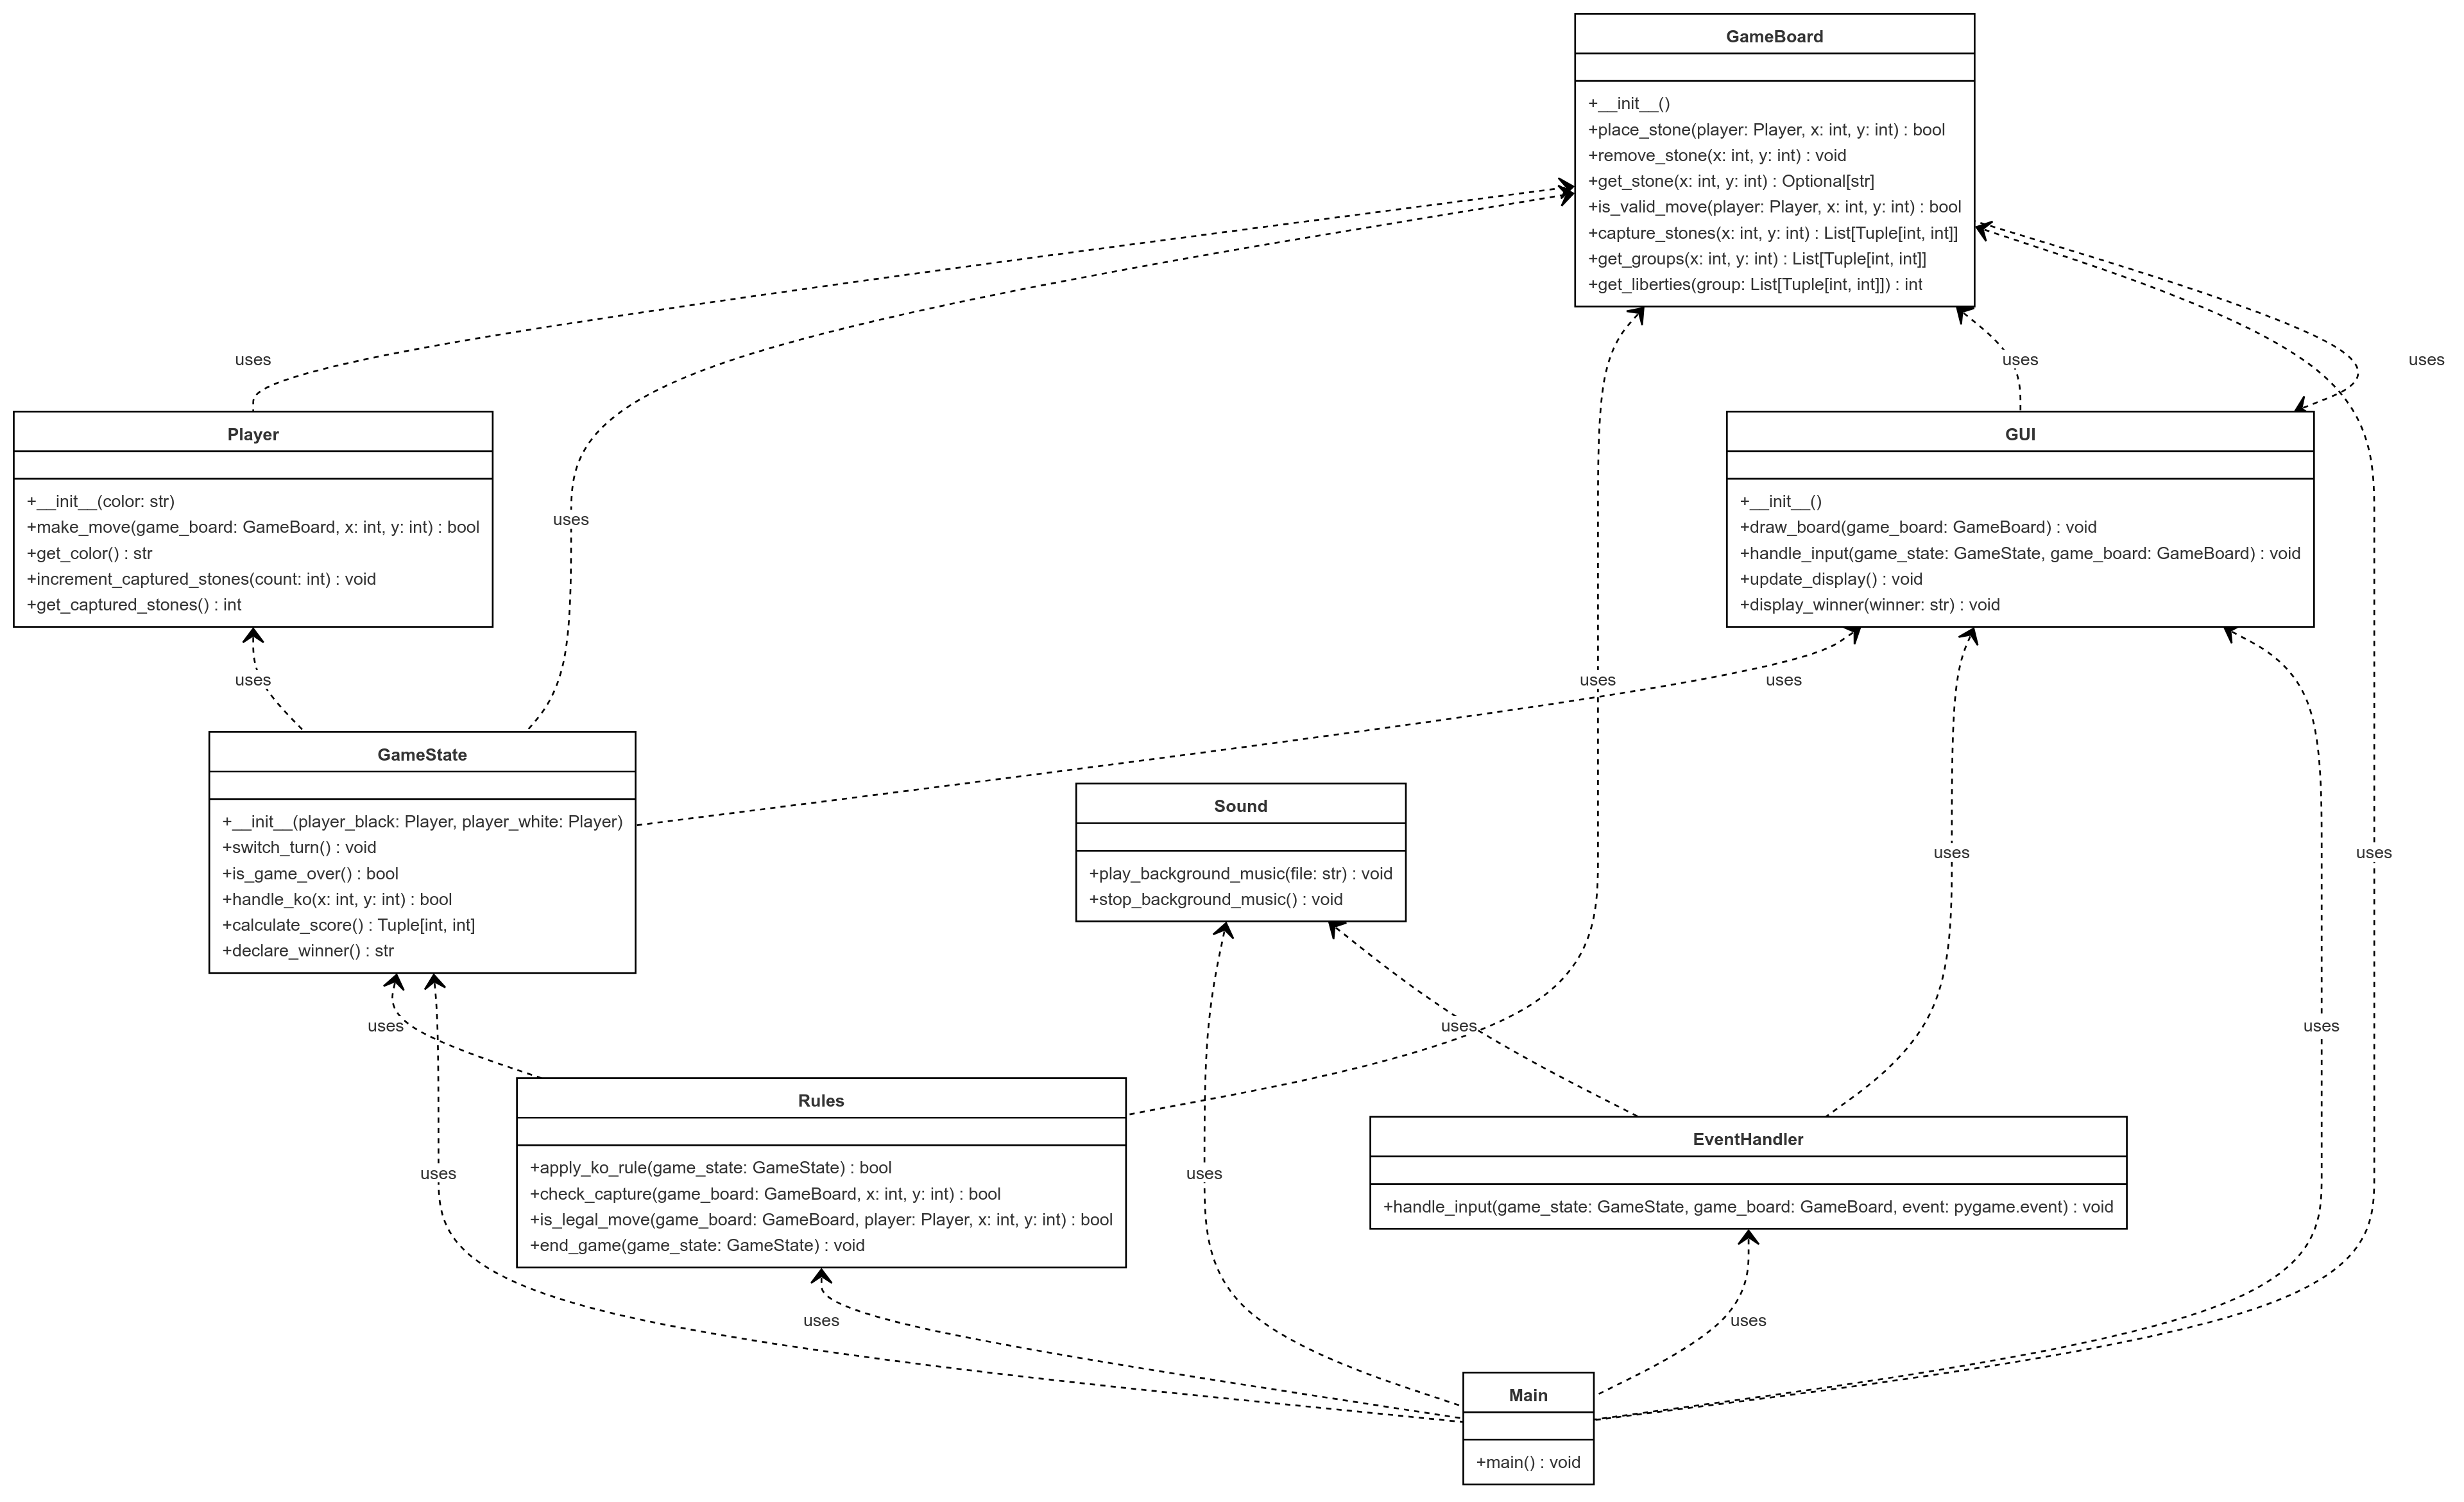 GameBoard
+__init__()
+place_stone(player: Player, x: int, y: int) : bool
+remove_stone(x: int, y: int) : void
+get_stone(x: int, y: int) : Optional[str]
+is_valid_move(player: Player, x: int, y: int) : bool
+capture_stones(x: int, y: int) : List[Tuple[int, int]]
+get_groups(x: int, y: int) : List[Tuple[int, int]]
+get_liberties(group: List[Tuple[int, int]]) : int
uses
uses
uses
Player
+__init__(color: str)
+make_move(game_board: GameBoard, x: int, y: int) : bool
+get_color() : str
+increment_captured_stones(count: int) : void
+get_captured_stones() : int
uses
GUI
+__init__()
+draw_board(game_board: GameBoard) : void
+handle_input(game_state: GameState, game_board: GameBoard) : void
+update_display() : void
+display_winner(winner: str) : void
uses
uses
uses
GameState
+__init__(player_black: Player, player_white: Player)
+switch_turn() : void
+is_game_over() : bool
+handle_ko(x: int, y: int) : bool
+calculate_score() : Tuple[int, int]
+declare_winner() : str
Sound
+play_background_music(file: str) : void
+stop_background_music() : void
uses
uses
uses
uses
uses
Rules
+apply_ko_rule(game_state: GameState) : bool
+check_capture(game_board: GameBoard, x: int, y: int) : bool
+is_legal_move(game_board: GameBoard, player: Player, x: int, y: int) : bool
+end_game(game_state: GameState) : void
EventHandler
+handle_input(game_state: GameState, game_board: GameBoard, event: pygame.event) : void
uses
uses
uses
uses
Main
+main() : void